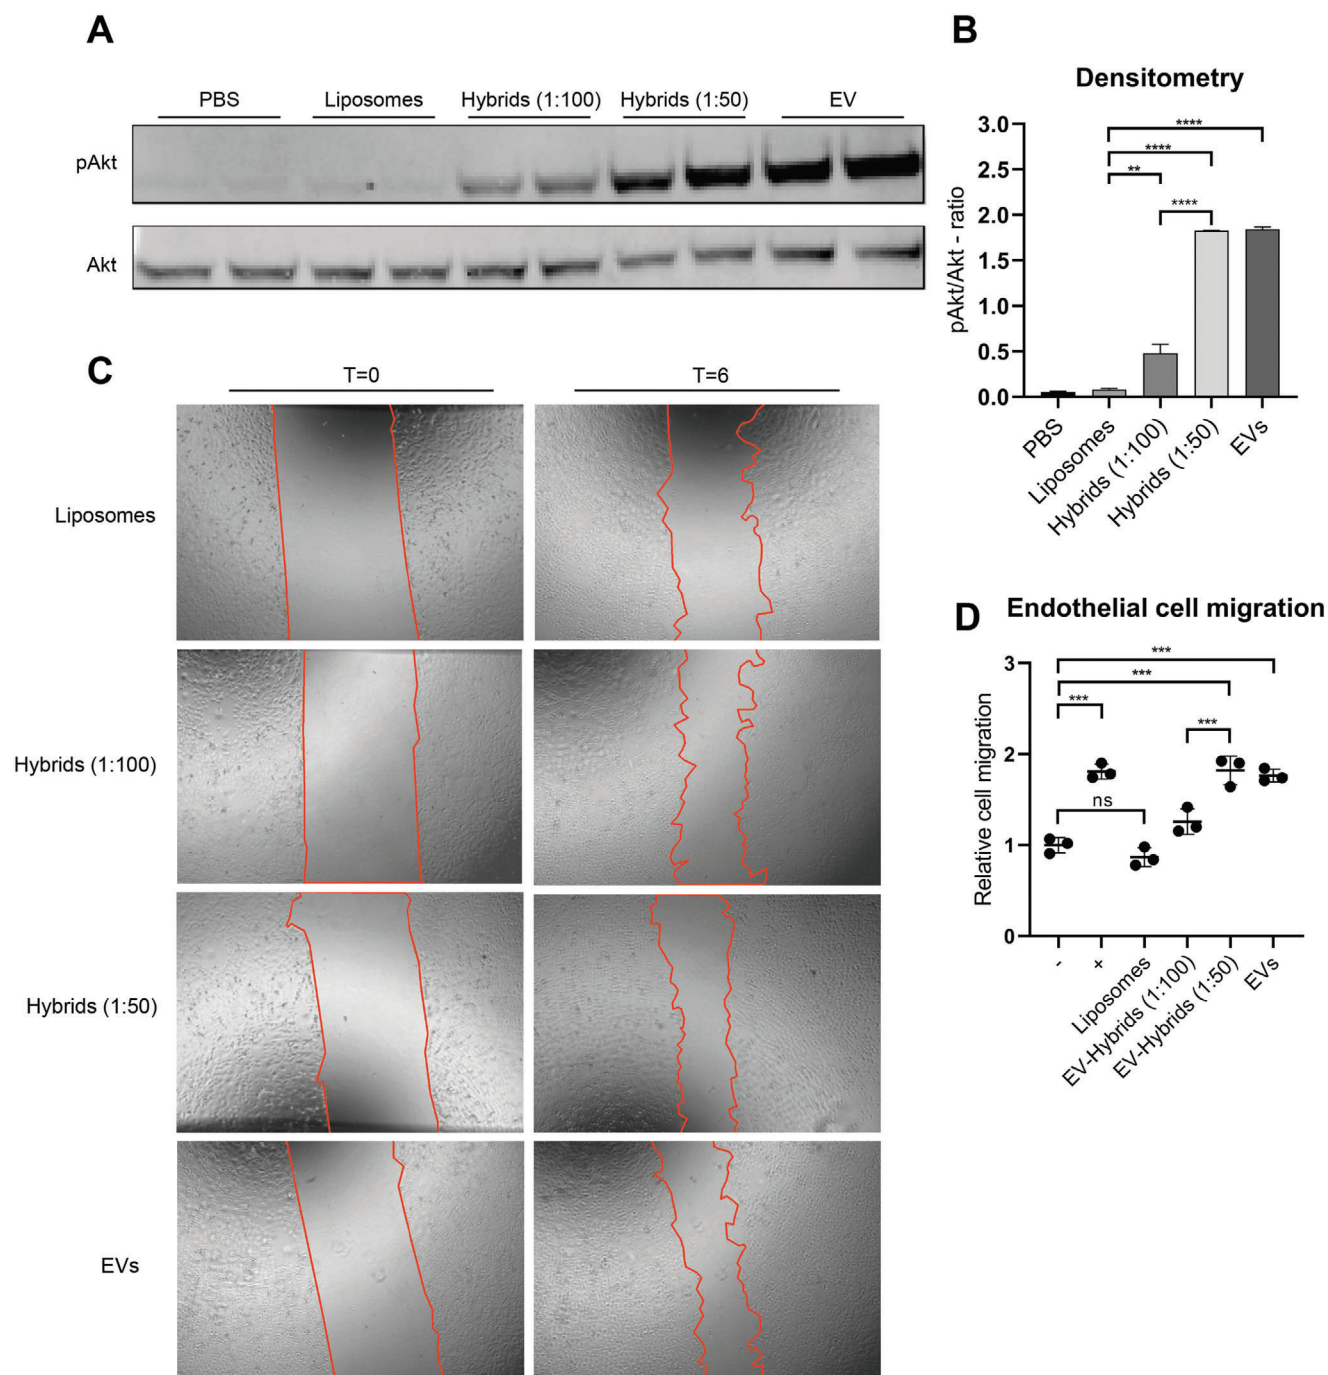 A
PBS
Liposomes
Hybrids (1:100)
Hybrids (1:50)
EV
pAkt
Akt
B
Densitometry
****
****
**
****
3.0
2.5
2.0
1.5
1.0
0.5
0.0
pAkt/Akt - ratio
PBS
Liposomes
Hybrids (1:100)
Hybrids (1:50)
EVs
C
T=0
T=6
Liposomes
Hybrids (1:100)
Hybrids (1:50)
EVs
D
Endothelial cell migration
***
***
***
***
ns
3
2
1
0
Relative cell migration
-
+
Liposomes
EV-Hybrids (1:100)
EV-Hybrids (1:50)
EVs